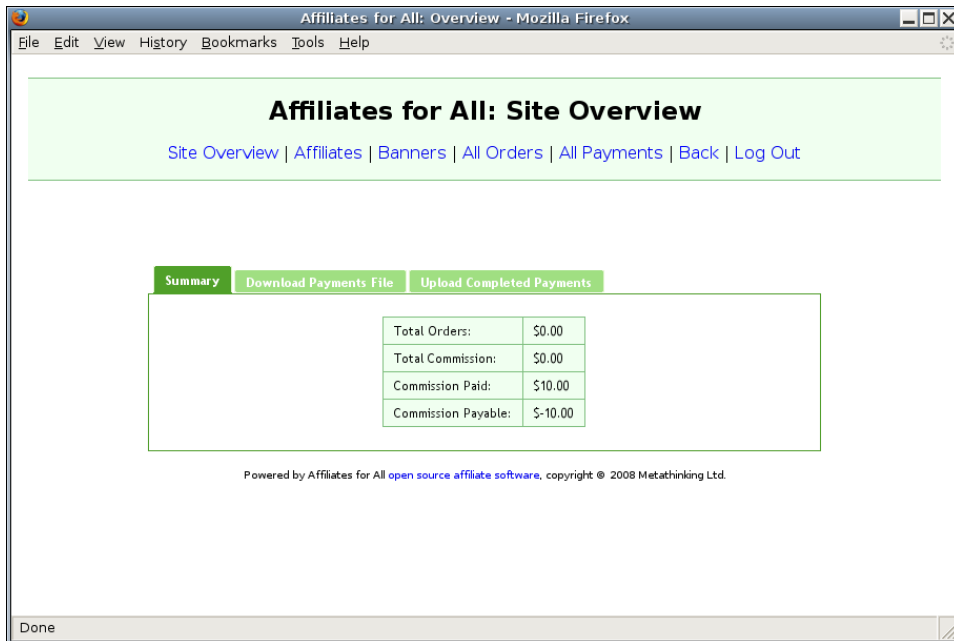 Affiliates for All: Overview - Mozilla Firefox
File Edit View History Bookmarks Tools Help
Affiliates for All: Site Overview
Site Overview | Affiliates | Banners | All Orders | All Payments | Back | Log Out
Summary Download Payments File Upload Completed Payments
Total Orders: $0.00
Total Commission: $0.00
Commission Paid: $10.00
Commission Payable: $-10.00
Powered by Affiliates for All open source affiliate software, copyright © 2008 Metathinking Ltd.
Done